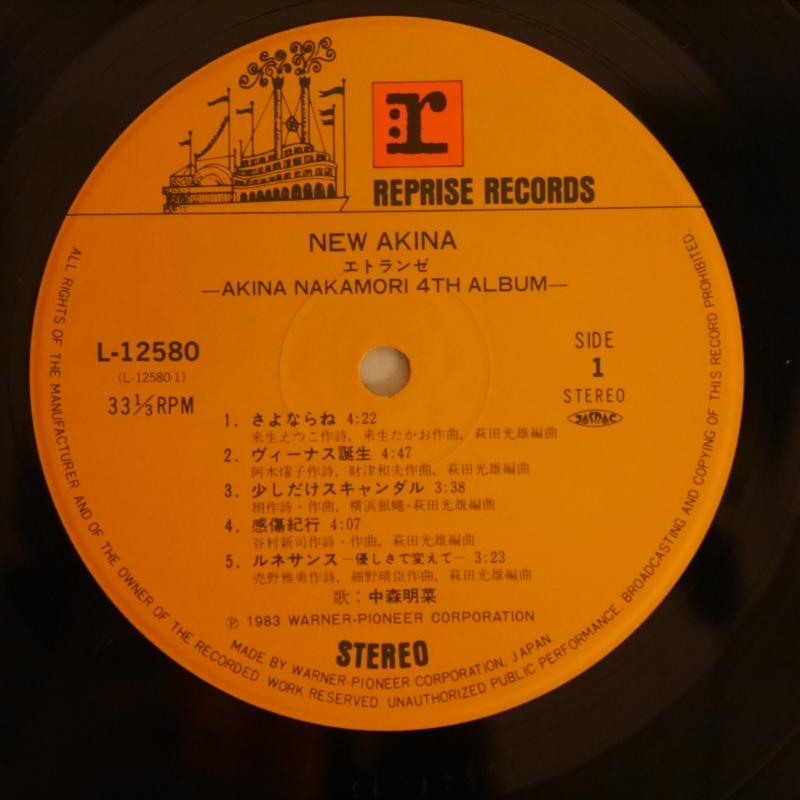 r
REPRISE RECORDS
NEW AKINA
エトランゼ
—AKINA NAKAMORI 4TH ALBUM—
L-12580
(L-12580-1)
33⅓RPM
SIDE
1
STEREO
JASRAC
1. さよならね 4:22
来生えつこ作詩, 来生たかお作曲, 萩田光雄編曲
2. ヴィーナス誕生 4:47
阿木燿子作詩, 財津和夫作曲, 萩田光雄編曲
3. 少しだけスキャンダル 3:38
翔作詩・作曲, 横浜銀蝿・萩田光雄編曲
4. 感傷紀行 4:07
谷村新司作詩・作曲, 萩田光雄編曲
5. ルネサンス —優しさで変えて— 3:23
売野雅勇作詩, 細野晴臣作曲, 萩田光雄編曲
歌：中森明菜
Ⓟ 1983 WARNER-PIONEER CORPORATION
STEREO
MADE BY WARNER-PIONEER CORPORATION, JAPAN
ALL RIGHTS OF THE MANUFACTURER AND OF THE OWNER OF THE RECORDED WORK RESERVED. UNAUTHORIZED PUBLIC PERFORMANCE, BROADCASTING AND COPYING OF THIS RECORD PROHIBITED.